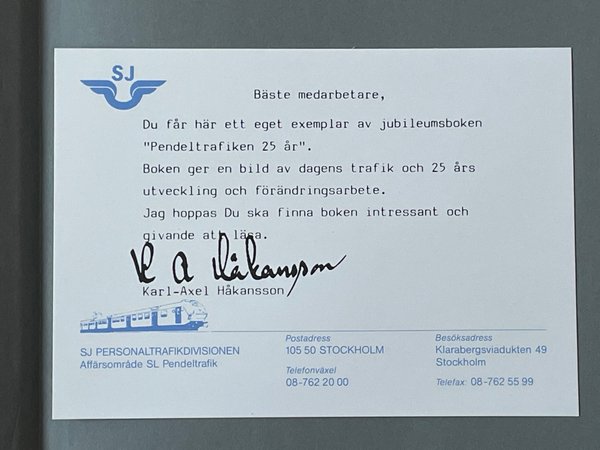 SJ
Bäste medarbetare,
Du får här ett eget exemplar av jubileumsboken
"Pendeltrafiken 25 år".
Boken ger en bild av dagens trafik och 25 års
utveckling och förändringsarbete.
Jag hoppas Du ska finna boken intressant och
givande att läsa.
K A Håkansson
Karl-Axel Håkansson
SJ PERSONALTRAFIKDIVISIONEN
Affärsområde SL Pendeltrafik
Postadress
105 50 STOCKHOLM
Telefonväxel
08-762 20 00
Besöksadress
Klarabergsviadukten 49
Stockholm
Telefax: 08-762 55 99